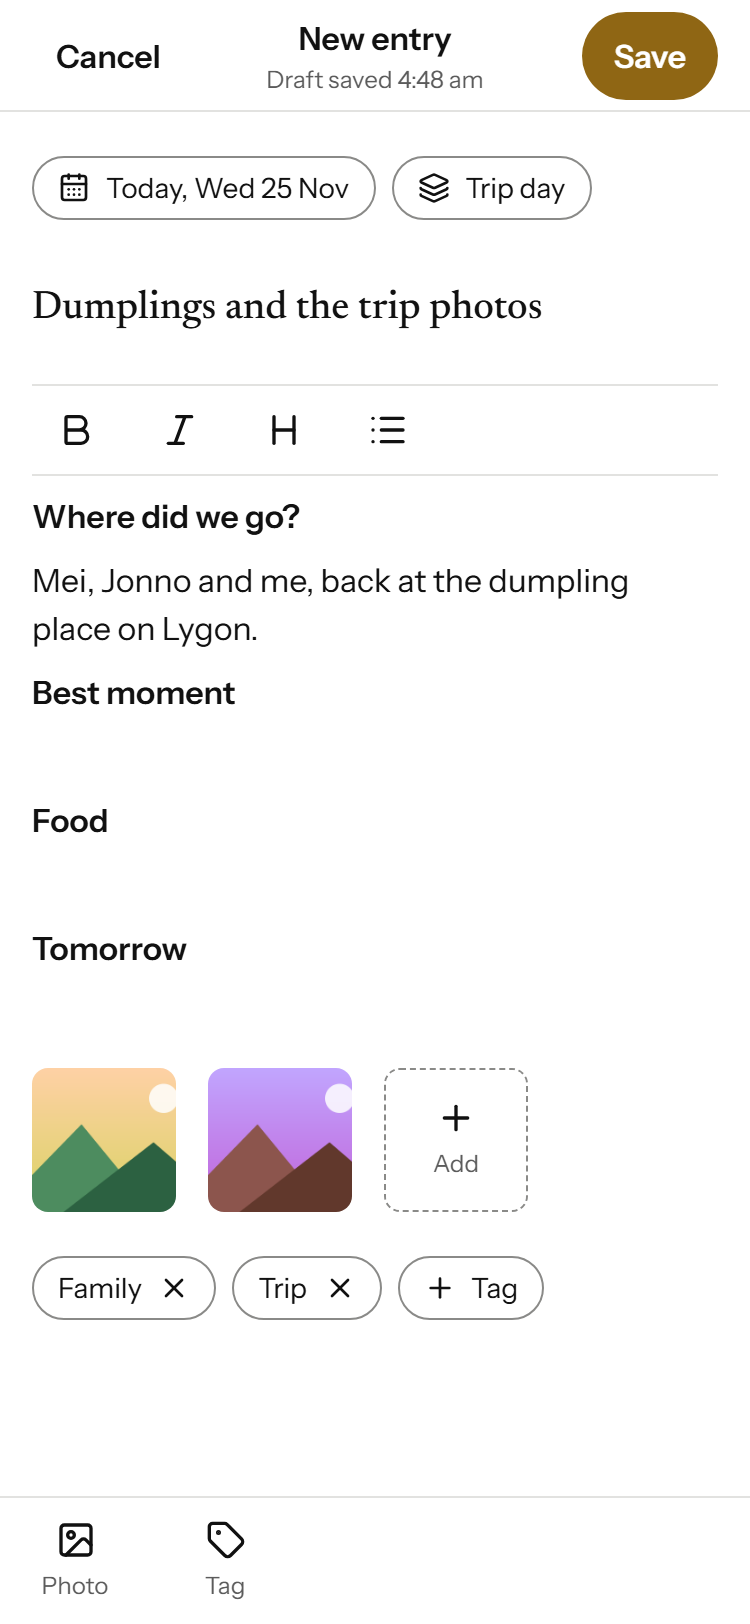 Cancel
New entry
Draft saved 4:48 am
Save
Today, Wed 25 Nov
Trip day
Dumplings and the trip photos
B I H
Where did we go?
Mei, Jonno and me, back at the dumpling
place on Lygon.
Best moment
Food
Tomorrow
Add
Family
Trip
Tag
Photo
Tag